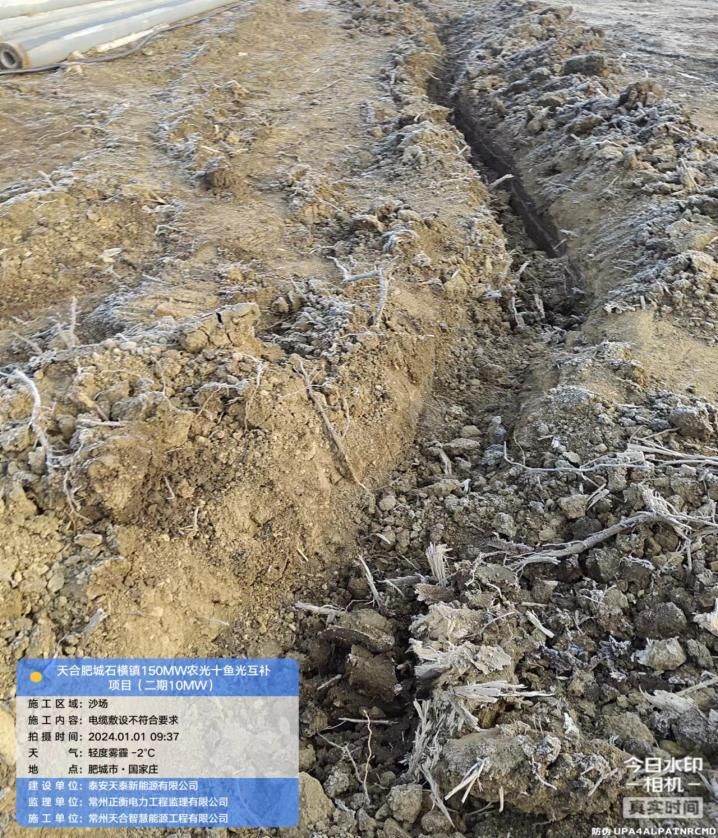 天合肥城石横镇150MW农光十鱼光互补
项目（二期10MW）
施工区域：沙场
施工内容：电缆敷设不符合要求
拍摄时间：2024.01.01 09:37
天　　气：轻度雾霾 -2℃
地　　点：肥城市·国家庄
建设单位：泰安天泰新能源有限公司
监理单位：常州正衡电力工程监理有限公司
施工单位：常州天合智慧能源工程有限公司
今日水印
相机
真实时间
防伪 UPA4ALPATNRCMD